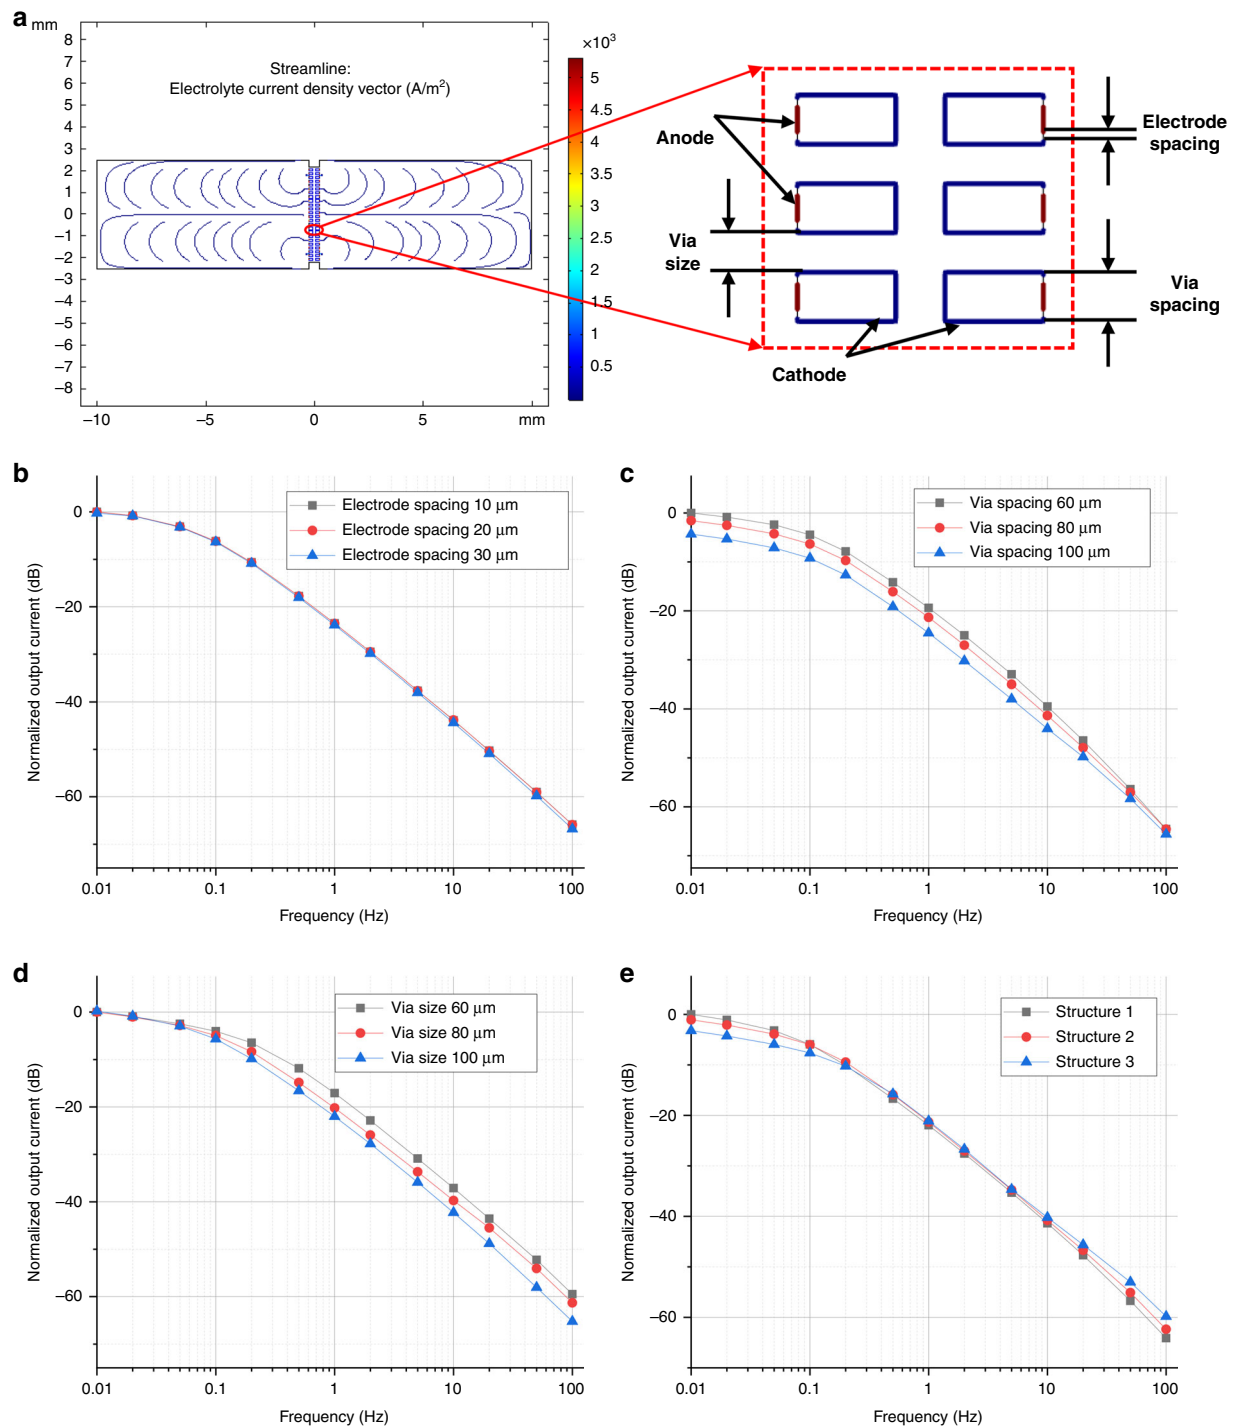 a
mm
8
7
6
5
4
3
2
1
0
–1
–2
–3
–4
–5
–6
–7
–8
–10
–5
0
5
mm
Streamline:
Electrolyte current density vector (A/m²)
×10³
5
4.5
4
3.5
3
2.5
2
1.5
1
0.5
Anode
Electrode
spacing
Via
size
Via
spacing
Cathode
b
Normalized output current (dB)
0
–20
–40
–60
Electrode spacing 10 μm
Electrode spacing 20 μm
Electrode spacing 30 μm
0.01
0.1
1
10
100
Frequency (Hz)
c
Normalized output current (dB)
0
–20
–40
–60
Via spacing 60 μm
Via spacing 80 μm
Via spacing 100 μm
0.01
0.1
1
10
100
Frequency (Hz)
d
Normalized output current (dB)
0
–20
–40
–60
Via size 60 μm
Via size 80 μm
Via size 100 μm
0.01
0.1
1
10
100
Frequency (Hz)
e
Normalized output current (dB)
0
–20
–40
–60
Structure 1
Structure 2
Structure 3
0.01
0.1
1
10
100
Frequency (Hz)